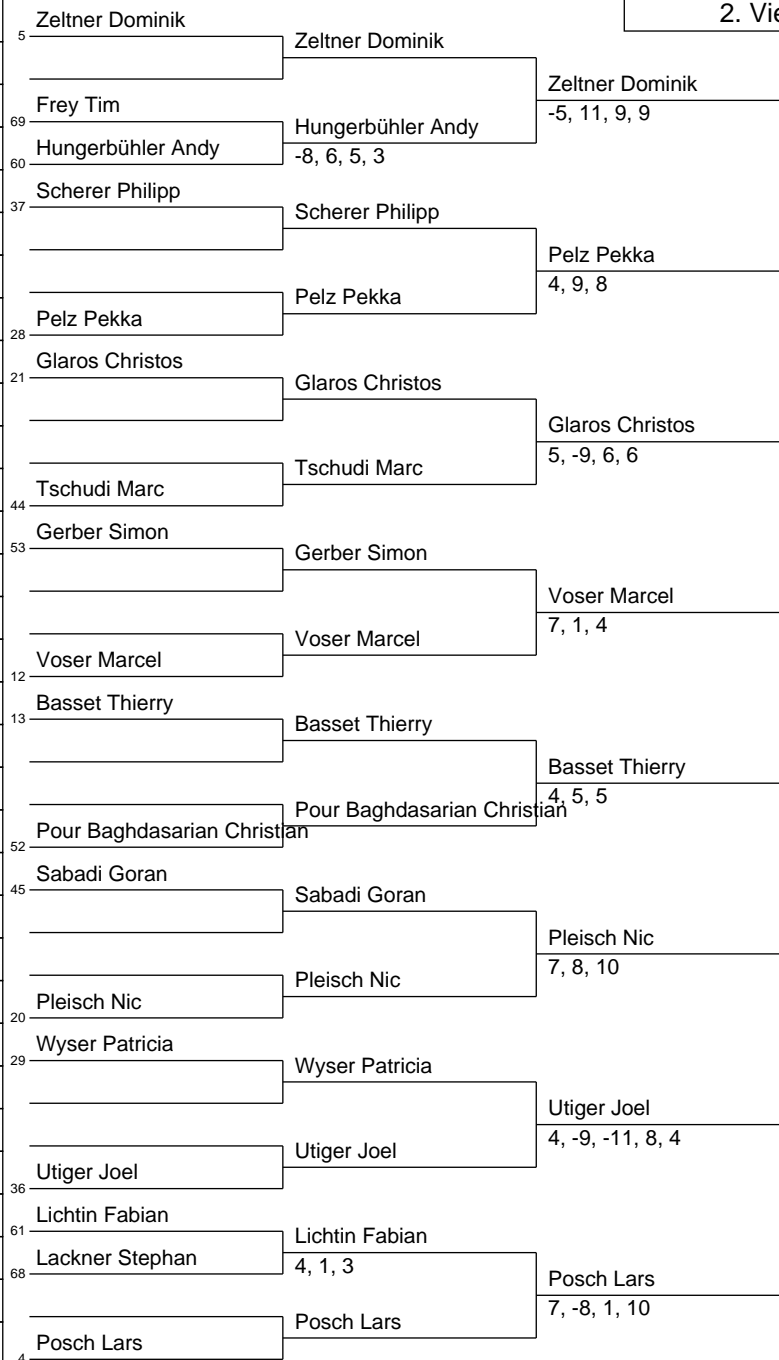 2. Vie
Zeltner Dominik
5
Zeltner Dominik
Zeltner Dominik
-5, 11, 9, 9
Frey Tim
69
Hungerbühler Andy
-8, 6, 5, 3
Hungerbühler Andy
60
Scherer Philipp
37
Scherer Philipp
Pelz Pekka
4, 9, 8
Pelz Pekka
Pelz Pekka
28
Glaros Christos
21
Glaros Christos
Glaros Christos
5, -9, 6, 6
Tschudi Marc
Tschudi Marc
44
Gerber Simon
53
Gerber Simon
Voser Marcel
7, 1, 4
Voser Marcel
Voser Marcel
12
Basset Thierry
13
Basset Thierry
Basset Thierry
4, 5, 5
Pour Baghdasarian Christian
Pour Baghdasarian Christian
52
Sabadi Goran
45
Sabadi Goran
Pleisch Nic
7, 8, 10
Pleisch Nic
Pleisch Nic
20
Wyser Patricia
29
Wyser Patricia
Utiger Joel
4, -9, -11, 8, 4
Utiger Joel
Utiger Joel
36
Lichtin Fabian
61
Lichtin Fabian
4, 1, 3
Lackner Stephan
68
Posch Lars
7, -8, 1, 10
Posch Lars
Posch Lars
4